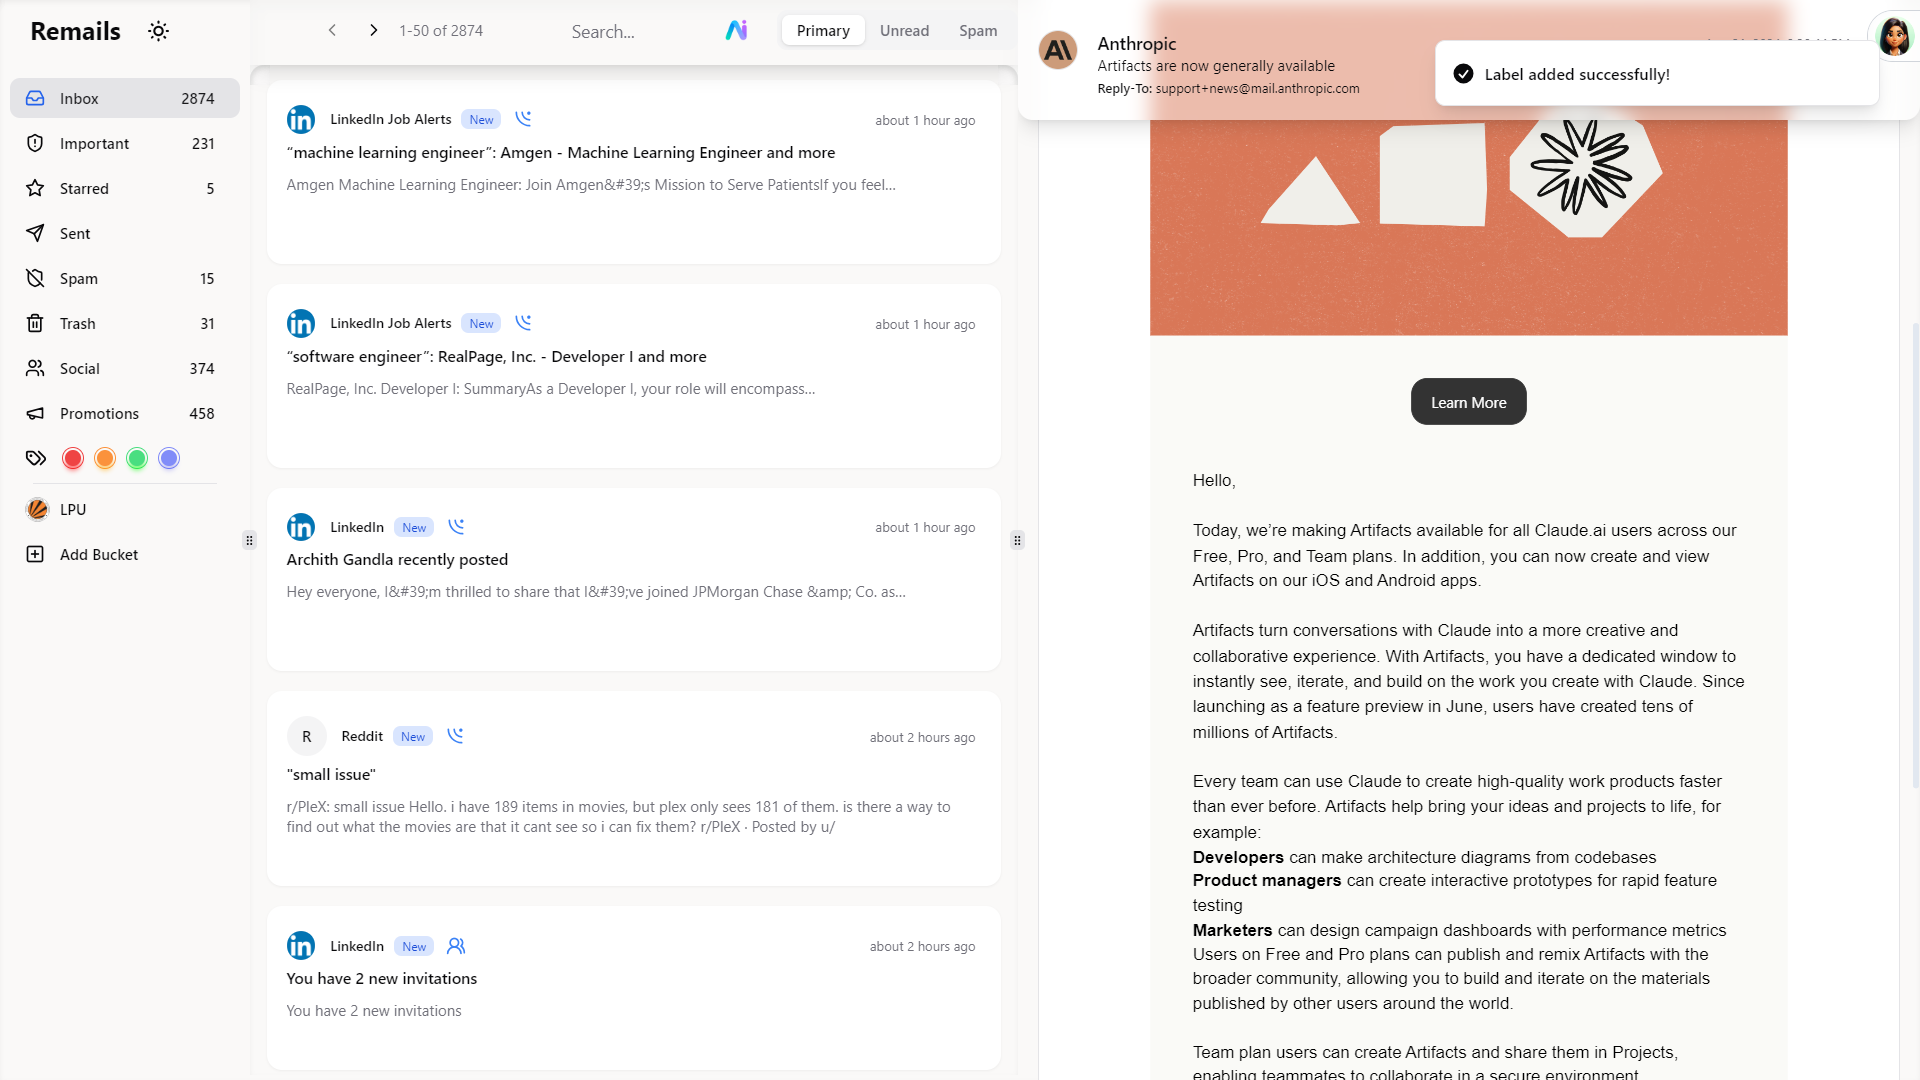 Remails
Inbox 2874
Important 231
Starred 5
Sent
Spam 15
Trash 31
Social 374
Promotions 458
LPU
Add Bucket
1-50 of 2874
Search...
Primary
Unread
Spam
LinkedIn Job Alerts New about 1 hour ago
“machine learning engineer”: Amgen - Machine Learning Engineer and more
Amgen Machine Learning Engineer: Join Amgen&#39;s Mission to Serve PatientsIf you feel...
LinkedIn Job Alerts New about 1 hour ago
“software engineer”: RealPage, Inc. - Developer I and more
RealPage, Inc. Developer I: SummaryAs a Developer I, your role will encompass...
LinkedIn New about 1 hour ago
Archith Gandla recently posted
Hey everyone, I&#39;m thrilled to share that I&#39;ve joined JPMorgan Chase &amp; Co. as...
R Reddit New about 2 hours ago
"small issue"
r/PleX: small issue Hello. i have 189 items in movies, but plex only sees 181 of them. is there a way to
find out what the movies are that it cant see so i can fix them? r/PleX · Posted by u/
LinkedIn New about 2 hours ago
You have 2 new invitations
You have 2 new invitations
Anthropic
Artifacts are now generally available
Reply-To: support+news@mail.anthropic.com
Label added successfully!
Learn More
Hello,
Today, we’re making Artifacts available for all Claude.ai users across our
Free, Pro, and Team plans. In addition, you can now create and view
Artifacts on our iOS and Android apps.
Artifacts turn conversations with Claude into a more creative and
collaborative experience. With Artifacts, you have a dedicated window to
instantly see, iterate, and build on the work you create with Claude. Since
launching as a feature preview in June, users have created tens of
millions of Artifacts.
Every team can use Claude to create high-quality work products faster
than ever before. Artifacts help bring your ideas and projects to life, for
example:
Developers can make architecture diagrams from codebases
Product managers can create interactive prototypes for rapid feature
testing
Marketers can design campaign dashboards with performance metrics
Users on Free and Pro plans can publish and remix Artifacts with the
broader community, allowing you to build and iterate on the materials
published by other users around the world.
Team plan users can create Artifacts and share them in Projects,
enabling teammates to collaborate in a secure environment